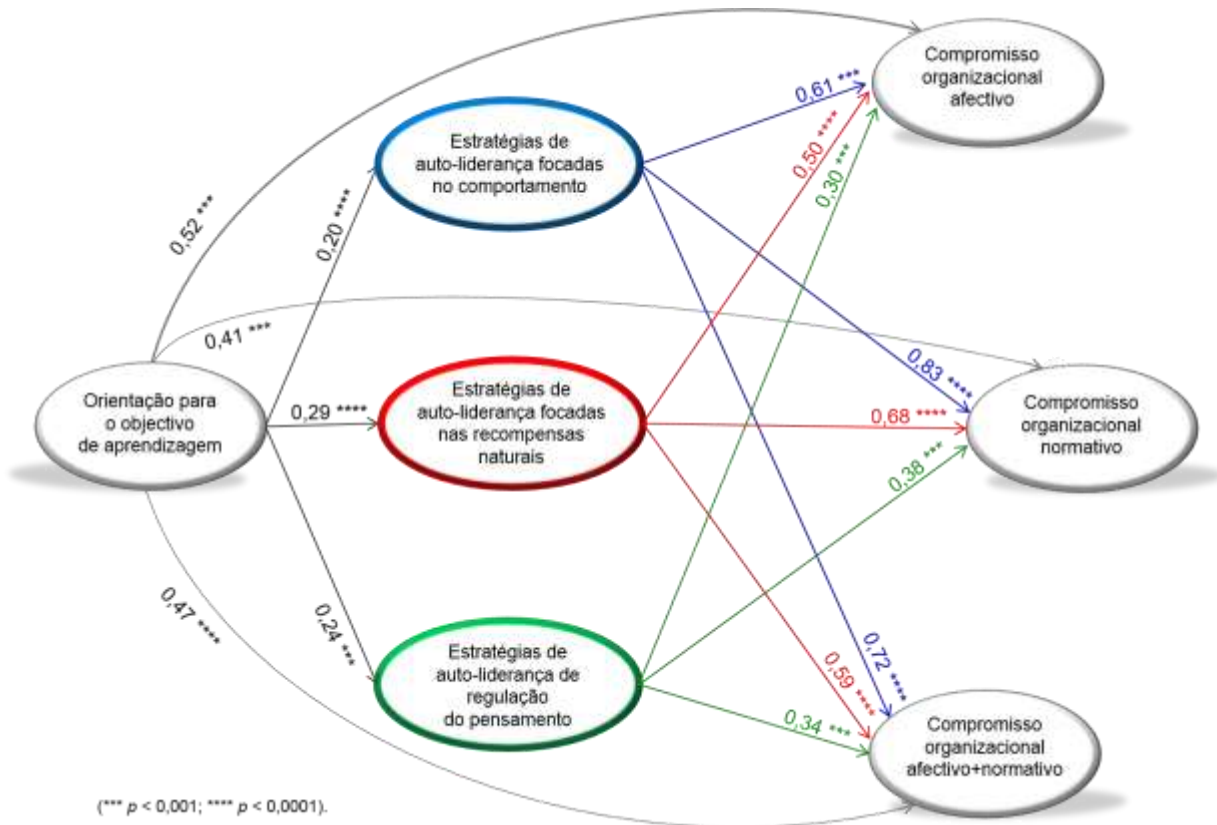 Compromisso
organizacional
afectivo
0,61 ***
0,50 ****
0,30 ***
Estratégias de
auto-liderança focadas
no comportamento
0,52 ***
0,20 ****
0,41 ***
Orientação para
o objectivo
de aprendizagem
0,29 ****
Estratégias de
auto-liderança focadas
nas recompensas
naturais
0,83 ****
0,68 ****
0,38 ***
Compromisso
organizacional
normativo
0,47 ****
0,24 ***
Estratégias de
auto-liderança de
regulação
do pensamento
0,72 ****
0,59 ****
0,34 ***
Compromisso
organizacional
afectivo+normativo
(*** p < 0,001; **** p < 0,0001).